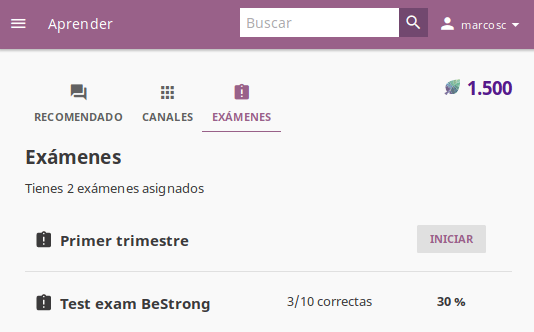 Aprender
Buscar
marcosc
1.500
RECOMENDADO
CANALES
EXÁMENES
Exámenes
Tienes 2 exámenes asignados
Primer trimestre
INICIAR
Test exam BeStrong
3/10 correctas
30 %